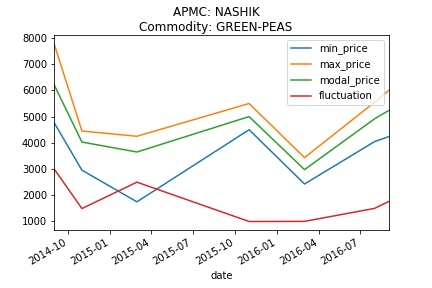 APMC: NASHIK
Commodity: GREEN-PEAS
8000
7000
6000
5000
4000
3000
2000
1000
min_price
max_price
modal_price
fluctuation
2014-10
2015-01
2015-04
2015-07
2015-10
2016-01
2016-04
2016-07
date